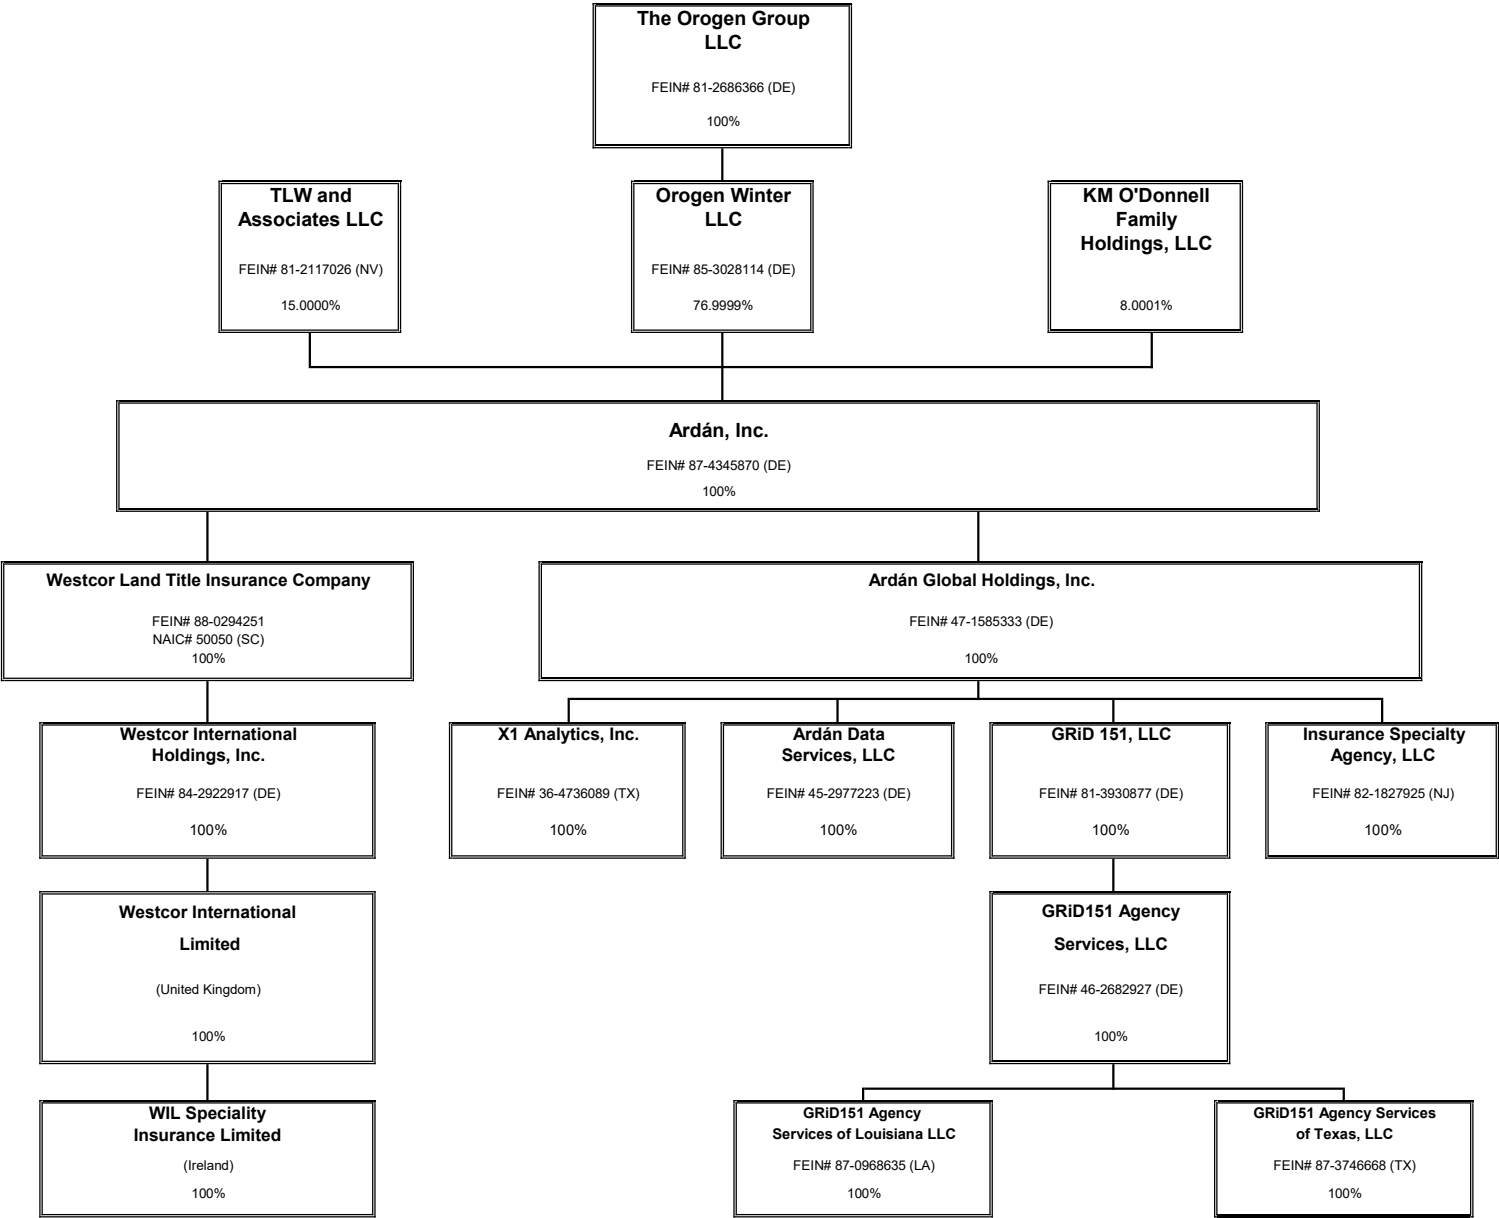 The Orogen Group
LLC
FEIN# 81-2686366 (DE)
100%
TLW and
Associates LLC
FEIN# 81-2117026 (NV)
15.0000%
Orogen Winter
LLC
FEIN# 85-3028114 (DE)
76.9999%
KM O'Donnell
Family
Holdings, LLC
8.0001%
Ardán, Inc.
FEIN# 87-4345870 (DE)
100%
Westcor Land Title Insurance Company
FEIN# 88-0294251
NAIC# 50050 (SC)
100%
Ardán Global Holdings, Inc.
FEIN# 47-1585333 (DE)
100%
Westcor International
Holdings, Inc.
FEIN# 84-2922917 (DE)
100%
X1 Analytics, Inc.
FEIN# 36-4736089 (TX)
100%
Ardán Data
Services, LLC
FEIN# 45-2977223 (DE)
100%
GRiD 151, LLC
FEIN# 81-3930877 (DE)
100%
Insurance Specialty
Agency, LLC
FEIN# 82-1827925 (NJ)
100%
Westcor International
Limited
(United Kingdom)
100%
GRiD151 Agency
Services, LLC
FEIN# 46-2682927 (DE)
100%
WIL Speciality
Insurance Limited
(Ireland)
100%
GRiD151 Agency
Services of Louisiana LLC
FEIN# 87-0968635 (LA)
100%
GRiD151 Agency Services
of Texas, LLC
FEIN# 87-3746668 (TX)
100%